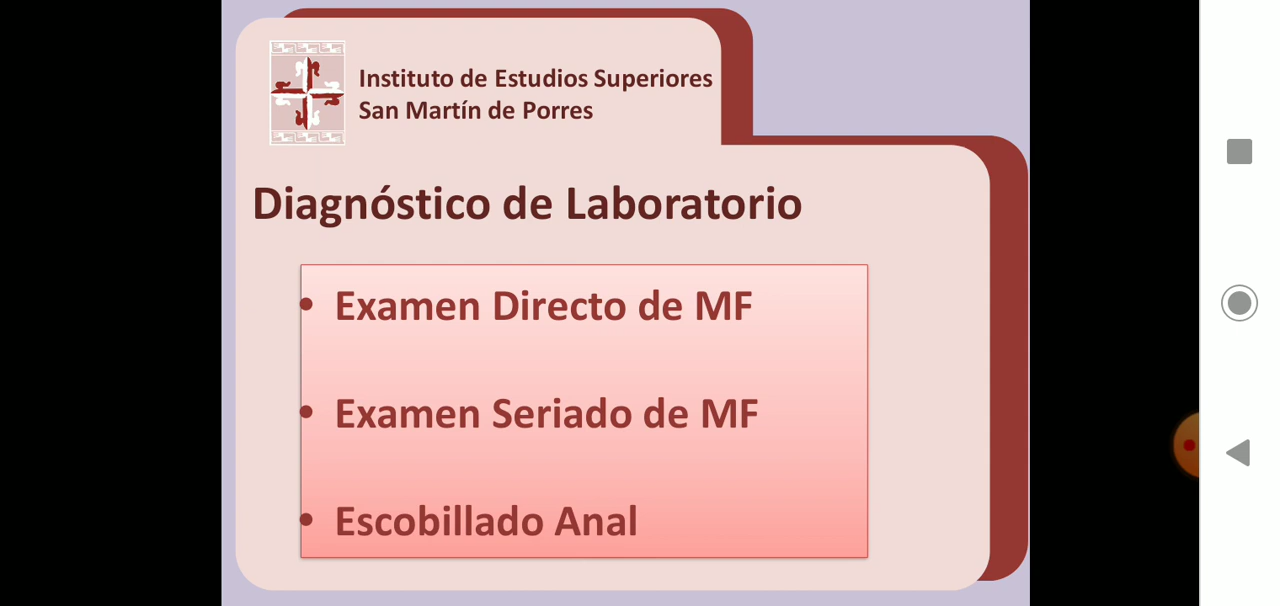 Instituto de Estudios Superiores
San Martín de Porres
Diagnóstico de Laboratorio
• Examen Directo de MF
• Examen Seriado de MF
• Escobillado Anal